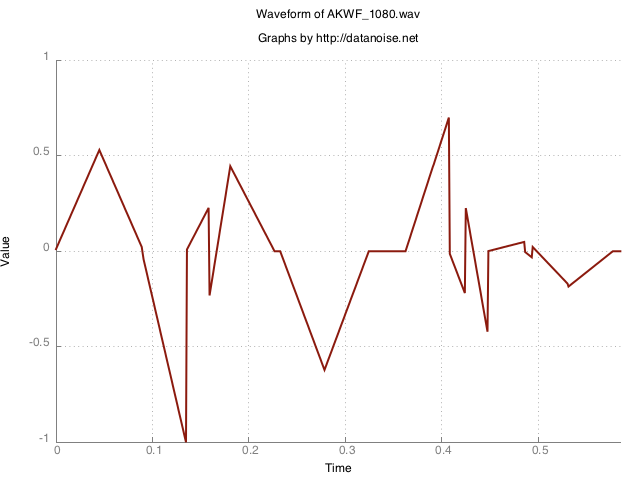 Waveform of AKWF_1080.wav
Graphs by http://datanoise.net
1
0.5
0
-0.5
-1
Value
0 0.1 0.2 0.3 0.4 0.5
Time